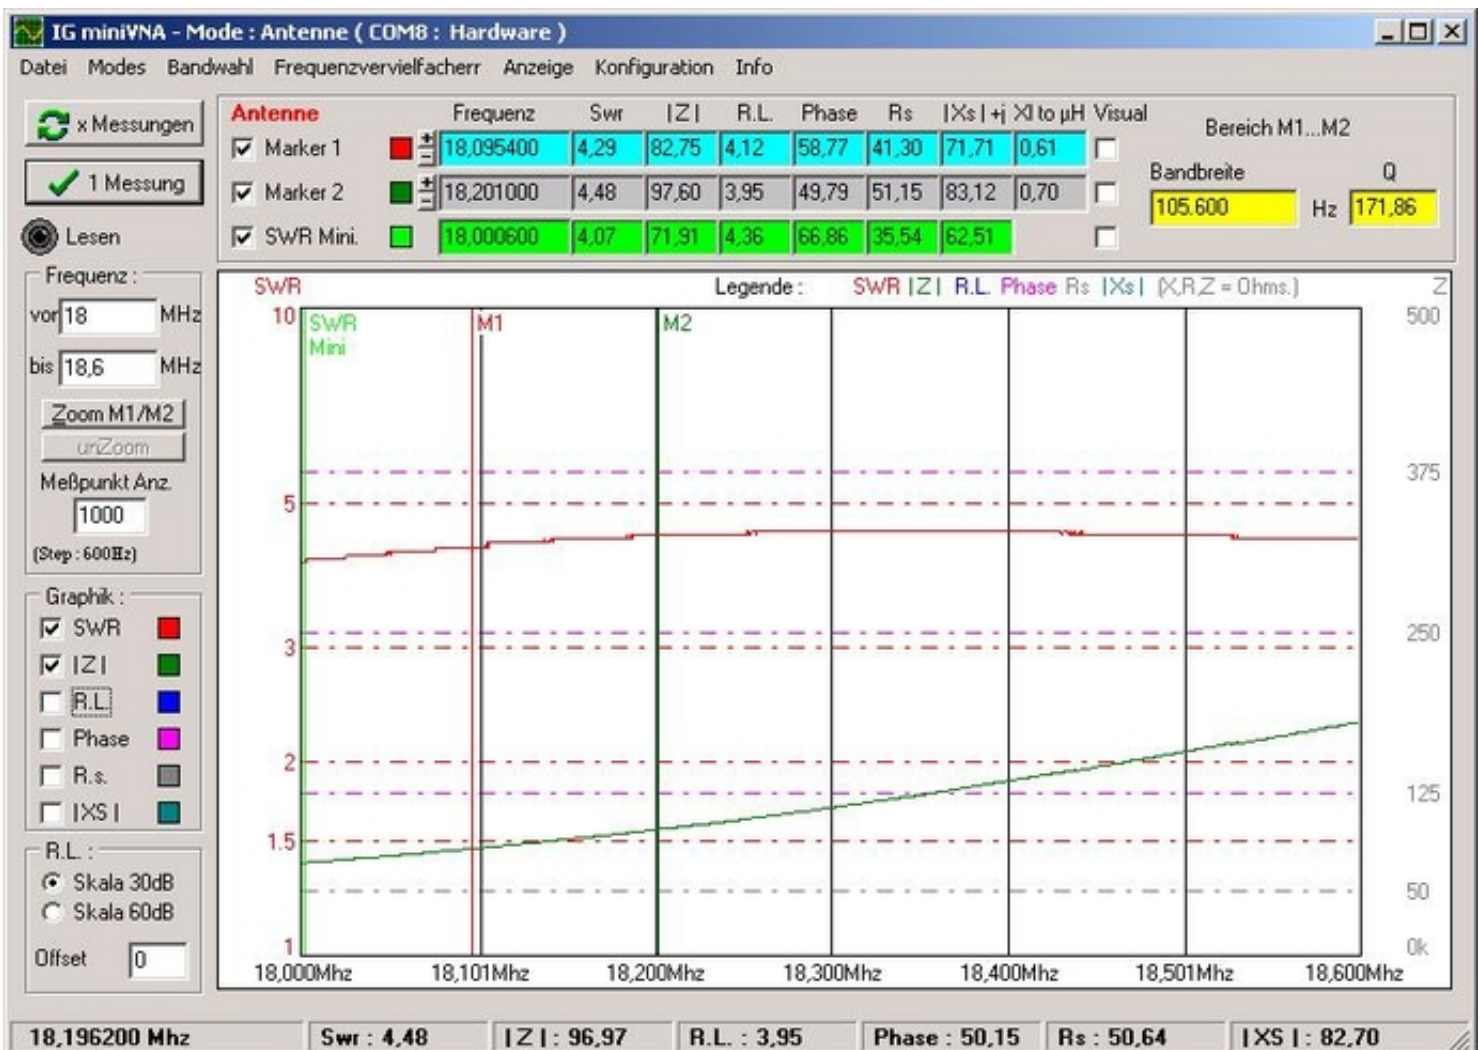 IG miniVNA - Mode : Antenne ( COM8 : Hardware )
Datei Modes Bandwahl Frequenzvervielfacherr Anzeige Konfiguration Info
x Messungen
1 Messung
Lesen
Antenne Frequenz Swr |Z| R.L. Phase Rs |Xs|+j Xl to µH Visual
Marker 1 + - 18,095400 4,29 82,75 4,12 58,77 41,30 71,71 0,61
Marker 2 + - 18,201000 4,48 97,60 3,95 49,79 51,15 83,12 0,70
SWR Mini. 18,000600 4,07 71,91 4,36 66,86 35,54 62,51
Bereich M1...M2
Bandbreite Q
105.600 Hz 171,86
Frequenz :
vor 18 MHz
bis 18,6 MHz
Zoom M1/M2
unZoom
Meßpunkt Anz.
1000
(Step : 600Hz)
Graphik :
SWR
|Z|
R.L.
Phase
R.s.
|XS|
R.L. :
Skala 30dB
Skala 60dB
Offset 0
SWR Legende : SWR |Z| R.L. Phase Rs |Xs| (X,R,Z = Ohms.) Z
10 SWR M1 M2 500
Mini
375
5
250
3
2
125
1.5
50
1 0k
18,000Mhz 18,101Mhz 18,200Mhz 18,300Mhz 18,400Mhz 18,501Mhz 18,600Mhz
18,196200 Mhz Swr : 4,48 |Z| : 96,97 R.L. : 3,95 Phase : 50,15 Rs : 50,64 |XS| : 82,70